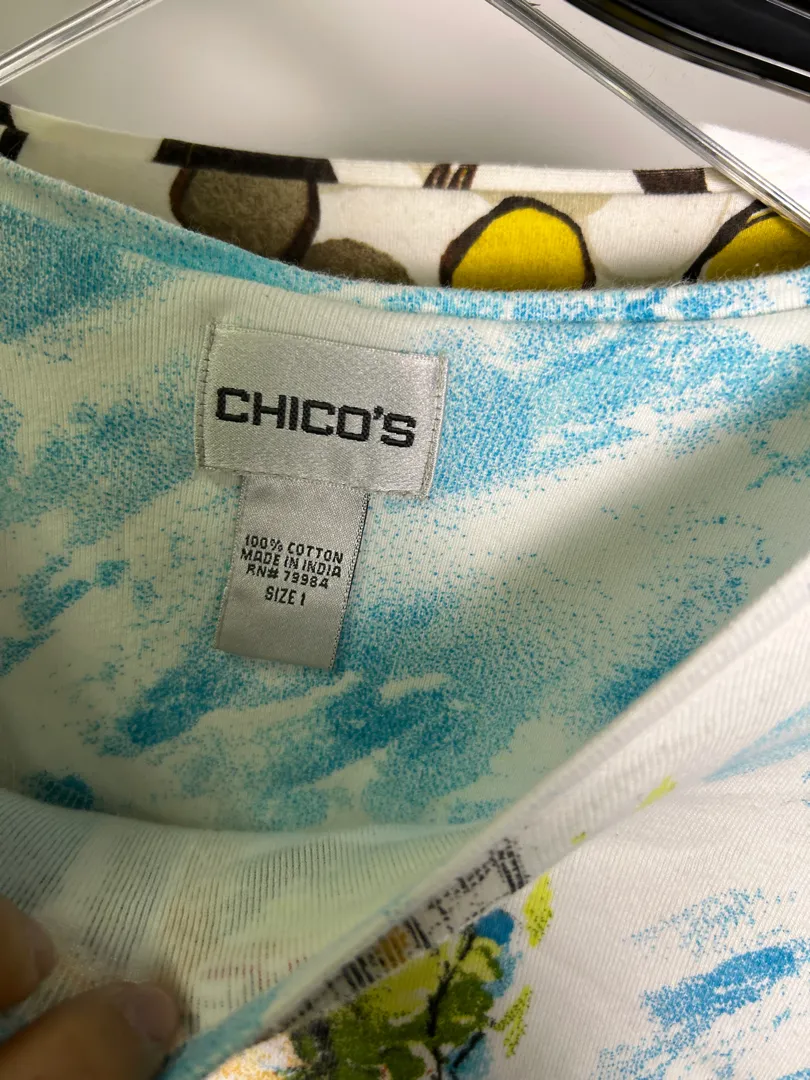 CHICO'S
100% COTTON
MADE IN INDIA
RN# 79984
SIZE 1